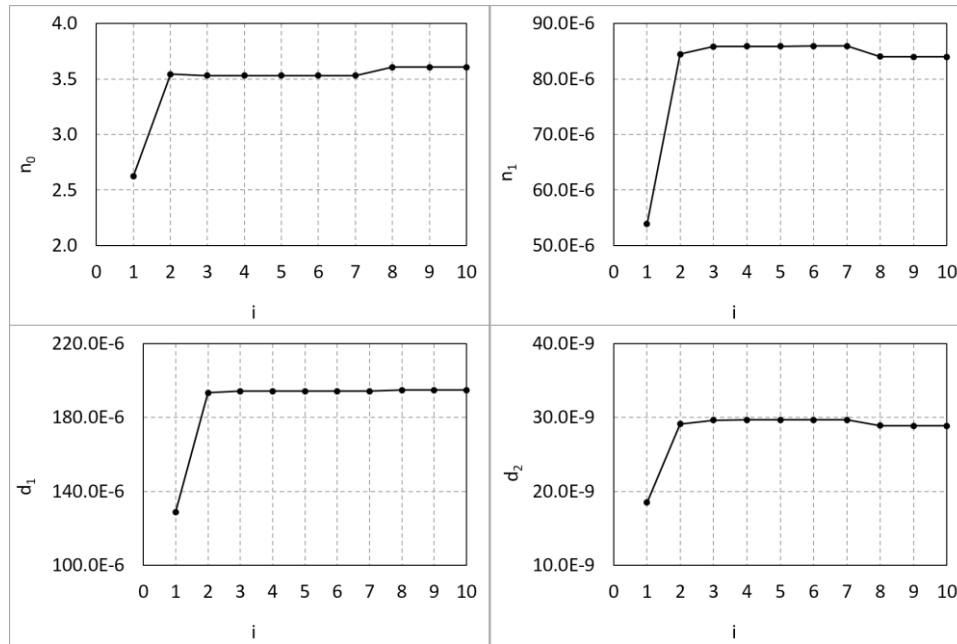 4.0
3.5
3.0
2.5
2.0
n0
0 1 2 3 4 5 6 7 8 9 10
i
90.0E-6
80.0E-6
70.0E-6
60.0E-6
50.0E-6
n1
0 1 2 3 4 5 6 7 8 9 10
i
220.0E-6
180.0E-6
140.0E-6
100.0E-6
d1
0 1 2 3 4 5 6 7 8 9 10
i
40.0E-9
30.0E-9
20.0E-9
10.0E-9
d2
0 1 2 3 4 5 6 7 8 9 10
i